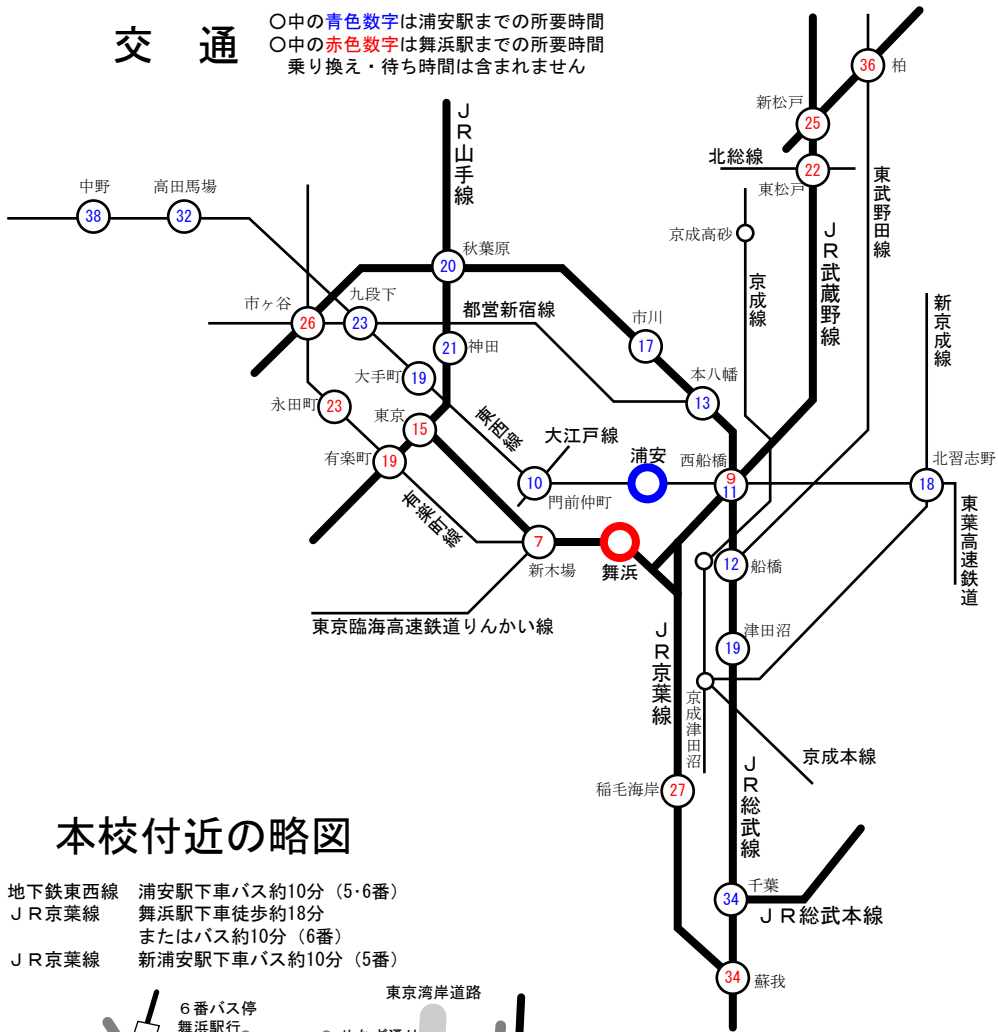 交 通
○中の青色数字は浦安駅までの所要時間
○中の赤色数字は舞浜駅までの所要時間
乗り換え・待ち時間は含まれません
36
柏
新松戸
25
北総線
22
東松戸
東武野田線
JR山手線
中野
38
高田馬場
32
京成高砂
京成線
JR武蔵野線
新京成線
秋葉原
20
市ヶ谷
26
九段下
23
都営新宿線
市川
17
神田
21
大手町
19
本八幡
13
永田町
23
東京
15
東西線
大江戸線
有楽町
19
10
門前仲町
浦安
西船橋
9
11
北習志野
18
有楽町線
7
新木場
舞浜
12
船橋
東葉高速鉄道
東京臨海高速鉄道りんかい線
JR京葉線
津田沼
19
京成津田沼
京成本線
稲毛海岸
27
JR総武線
千葉
34
JR総武本線
34
蘇我
本校付近の略図
地下鉄東西線 浦安駅下車バス約10分（5･6番）
JR京葉線 舞浜駅下車徒歩約18分
またはバス約10分（6番）
JR京葉線 新浦安駅下車バス約10分（5番）
東京湾岸道路
6番バス停
舞浜駅行